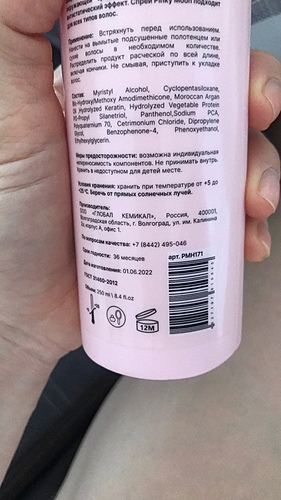 антистатический эффект. Спрей Pinky Moon подходит
для всех типов волос.
Применение: Встряхнуть перед использованием,
нанести на вымытые подсушенные полотенцем или
сухие волосы в необходимом количестве.
Распределить продукт расческой по всей длине,
включая кончики. Не смывая, приступить к укладке
волос.
Состав: Myristyl Alcohol, Cyclopentasiloxane,
Bis-Hydroxy/Methoxy Amodimethicone, Moroccan Argan
Oil, Hydrolyzed Keratin, Hydrolyzed Vegetable Protein
PG-Propyl Silanetriol, Panthenol, Sodium PCA,
Polyquaternium 70, Cetrimonium Chloride, Dipropylene
Glycol, Benzophenone-4, Phenoxyethanol,
Ethylhexylglycerin.
Меры предосторожности: возможна индивидуальная
непереносимость компонентов. Не принимать внутрь.
Хранить в недоступном для детей месте.
Условия хранения: хранить при температуре от +5 до
+25 °С. Беречь от прямых солнечных лучей.
Производитель:
ООО «ГЛОБАЛ КЕМИКАЛ», Россия, 400001,
Волгоградская область, г. Волгоград, ул. им. Калинина
корпус А, офис 1.
По вопросам качества: +7 (8442) 495-046
Срок годности: 36 месяцев
Дата изготовления: 01.06.2022
ГОСТ 31460-2012
Объем: 250 ml \ 8.4 fl.oz
арт. PMH171
12M